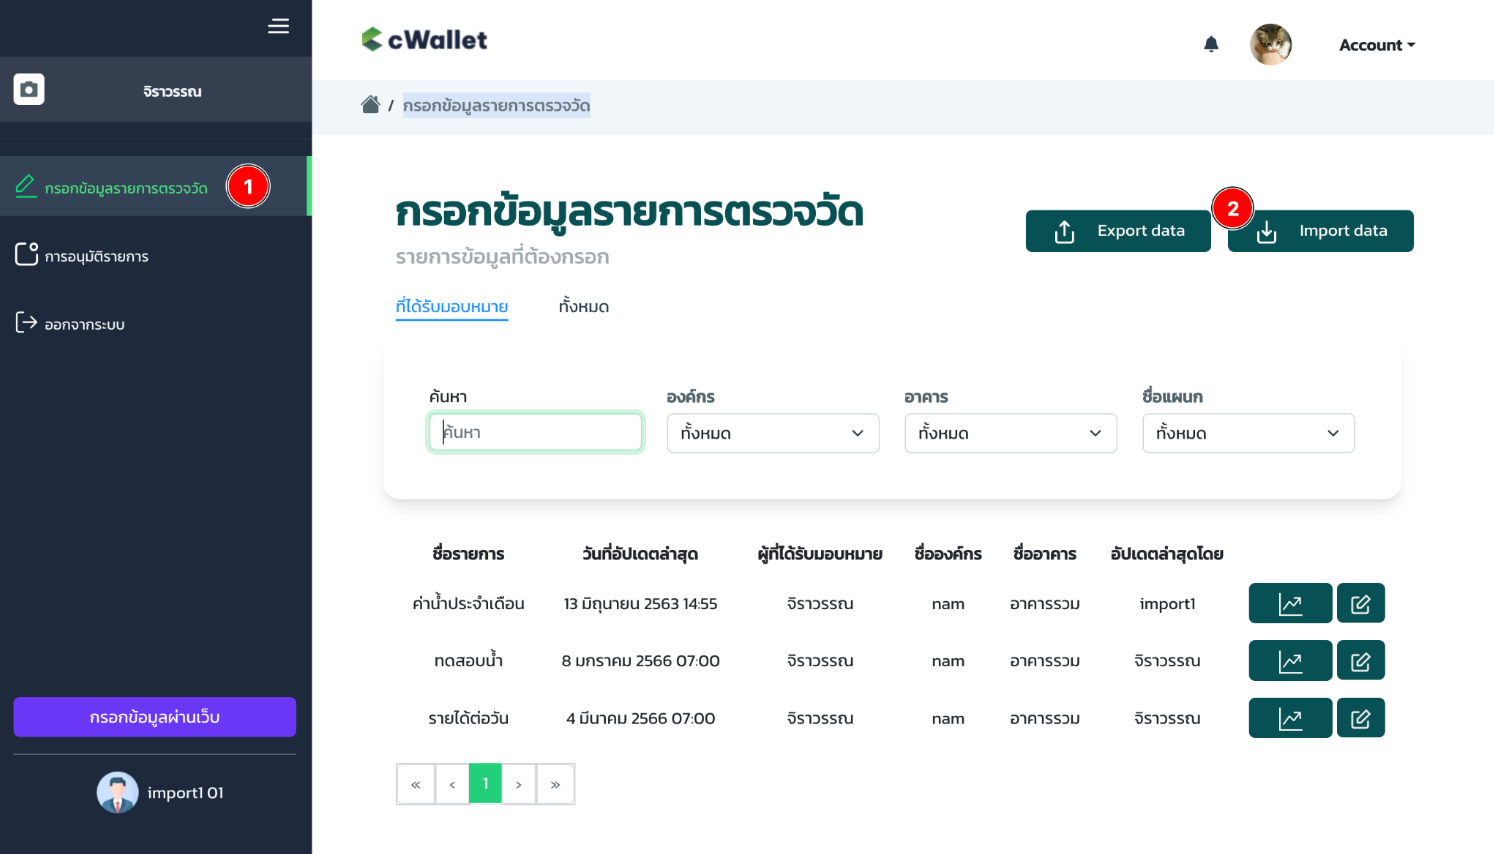 cWallet
Account
จิราวรรณ
/ กรอกข้อมูลรายการตรวจวัด
กรอกข้อมูลรายการตรวจวัด
1
การอนุมัติรายการ
ออกจากระบบ
กรอกข้อมูลผ่านเว็บ
import1 01
กรอกข้อมูลรายการตรวจวัด
รายการข้อมูลที่ต้องกรอก
Export data
2
Import data
ที่ได้รับมอบหมาย ทั้งหมด
ค้นหา องค์กร อาคาร ชื่อแผนก
ค้นหา ทั้งหมด ทั้งหมด ทั้งหมด
ชื่อรายการ วันที่อัปเดตล่าสุด ผู้ที่ได้รับมอบหมาย ชื่อองค์กร ชื่ออาคาร อัปเดตล่าสุดโดย
ค่าน้ำประจำเดือน 13 มิถุนายน 2563 14:55 จิราวรรณ nam อาคารรวม import1
ทดสอบน้ำ 8 มกราคม 2566 07:00 จิราวรรณ nam อาคารรวม จิราวรรณ
รายได้ต่อวัน 4 มีนาคม 2566 07:00 จิราวรรณ nam อาคารรวม จิราวรรณ
« ‹ 1 › »